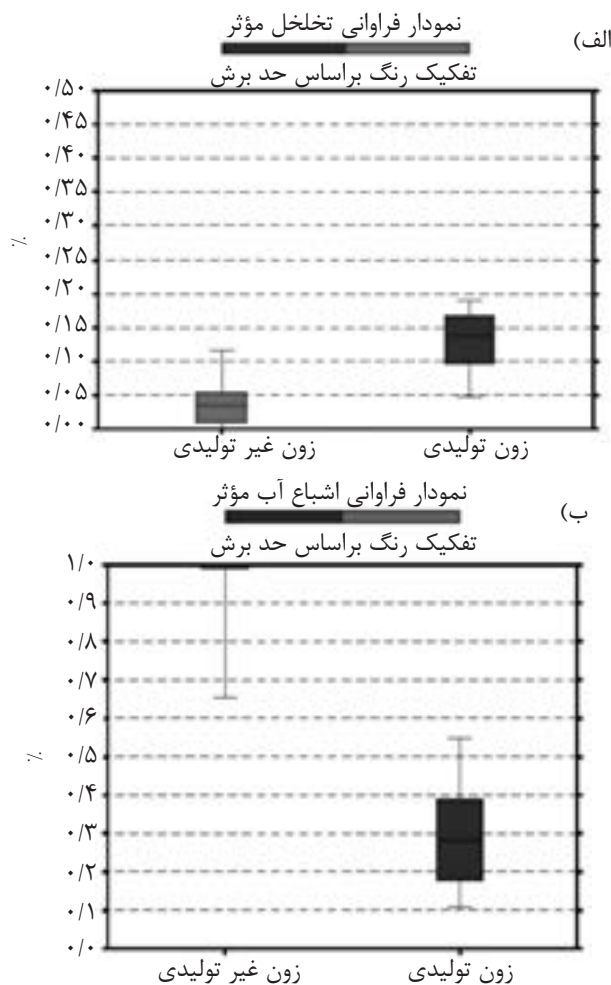 الف)
نمودار فراوانی تخلخل مؤثر
تفکیک رنگ براساس حد برش
۰/۵۰
۰/۴۵
۰/۴۰
۰/۳۵
۰/۳۰
۰/۲۵
۰/۲۰
۰/۱۵
۰/۱۰
۰/۰۵
۰/۰۰
٪
زون تولیدی
زون غیر تولیدی
ب)
نمودار فراوانی اشباع آب مؤثر
تفکیک رنگ براساس حد برش
۱/۰
۰/۹
۰/۸
۰/۷
۰/۶
۰/۵
۰/۴
۰/۳
۰/۲
۰/۱
۰/۰
٪
زون تولیدی
زون غیر تولیدی